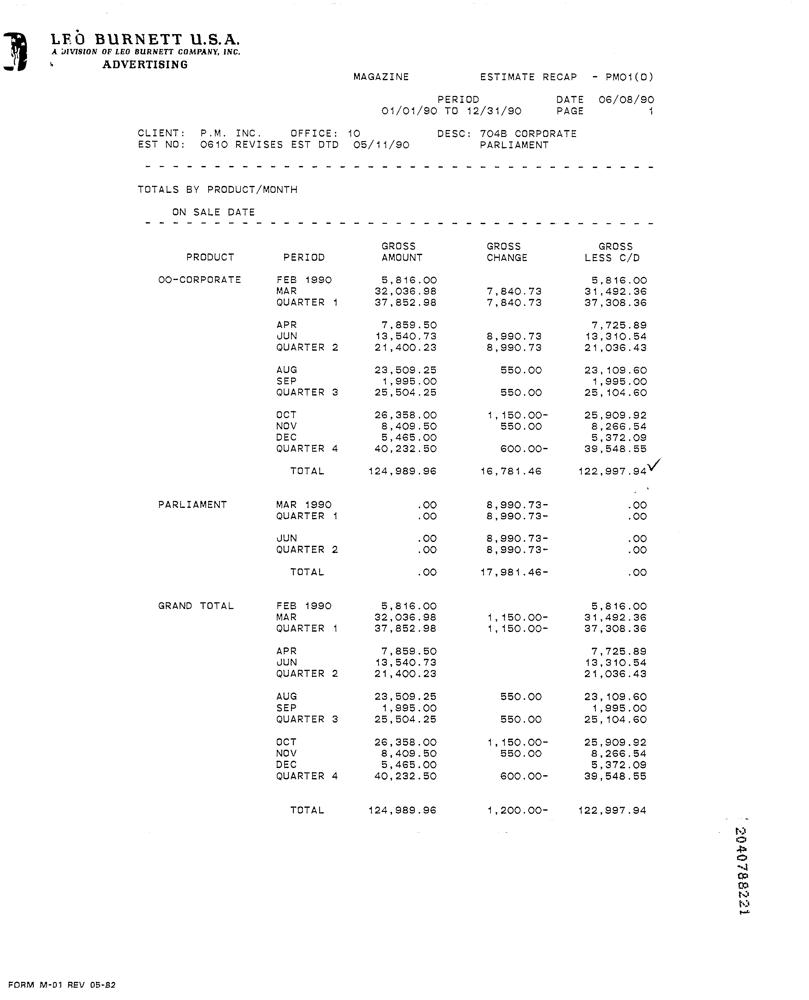 LEO BURNETT U.S.A.
A DIVISION OF LEO BURNETT COMPANY, INC.
ADVERTISING
MAGAZINE ESTIMATE RECAP - PM01(D)
PERIOD DATE 06/08/90
01/01/90 TO 12/31/90 PAGE 1
CLIENT: P.M. INC. OFFICE: 10 DESC: 704B CORPORATE
EST NO: 0610 REVISES EST DTD 05/11/90 PARLIAMENT
- - - - - - - - - - - - - - - - - - - - - - - - - - - - - - - - - - -
TOTALS BY PRODUCT/MONTH
ON SALE DATE
- - - - - - - - - - - - - - - - - - - - - - - - - - - - - - - - - - -
GROSS GROSS GROSS
PRODUCT PERIOD AMOUNT CHANGE LESS C/D
00-CORPORATE FEB 1990 5,816.00 5,816.00
MAR 32,036.98 7,840.73 31,492.36
QUARTER 1 37,852.98 7,840.73 37,308.36
APR 7,859.50 7,725.89
JUN 13,540.73 8,990.73 13,310.54
QUARTER 2 21,400.23 8,990.73 21,036.43
AUG 23,509.25 550.00 23,109.60
SEP 1,995.00 1,995.00
QUARTER 3 25,504.25 550.00 25,104.60
OCT 26,358.00 1,150.00- 25,909.92
NOV 8,409.50 550.00 8,266.54
DEC 5,465.00 5,372.09
QUARTER 4 40,232.50 600.00- 39,548.55
TOTAL 124,989.96 16,781.46 122,997.94✓
PARLIAMENT MAR 1990 .00 8,990.73- .00
QUARTER 1 .00 8,990.73- .00
JUN .00 8,990.73- .00
QUARTER 2 .00 8,990.73- .00
TOTAL .00 17,981.46- .00
GRAND TOTAL FEB 1990 5,816.00 5,816.00
MAR 32,036.98 1,150.00- 31,492.36
QUARTER 1 37,852.98 1,150.00- 37,308.36
APR 7,859.50 7,725.89
JUN 13,540.73 13,310.54
QUARTER 2 21,400.23 21,036.43
AUG 23,509.25 550.00 23,109.60
SEP 1,995.00 1,995.00
QUARTER 3 25,504.25 550.00 25,104.60
OCT 26,358.00 1,150.00- 25,909.92
NOV 8,409.50 550.00 8,266.54
DEC 5,465.00 5,372.09
QUARTER 4 40,232.50 600.00- 39,548.55
TOTAL 124,989.96 1,200.00- 122,997.94
2040788221
FORM M-01 REV 05-82